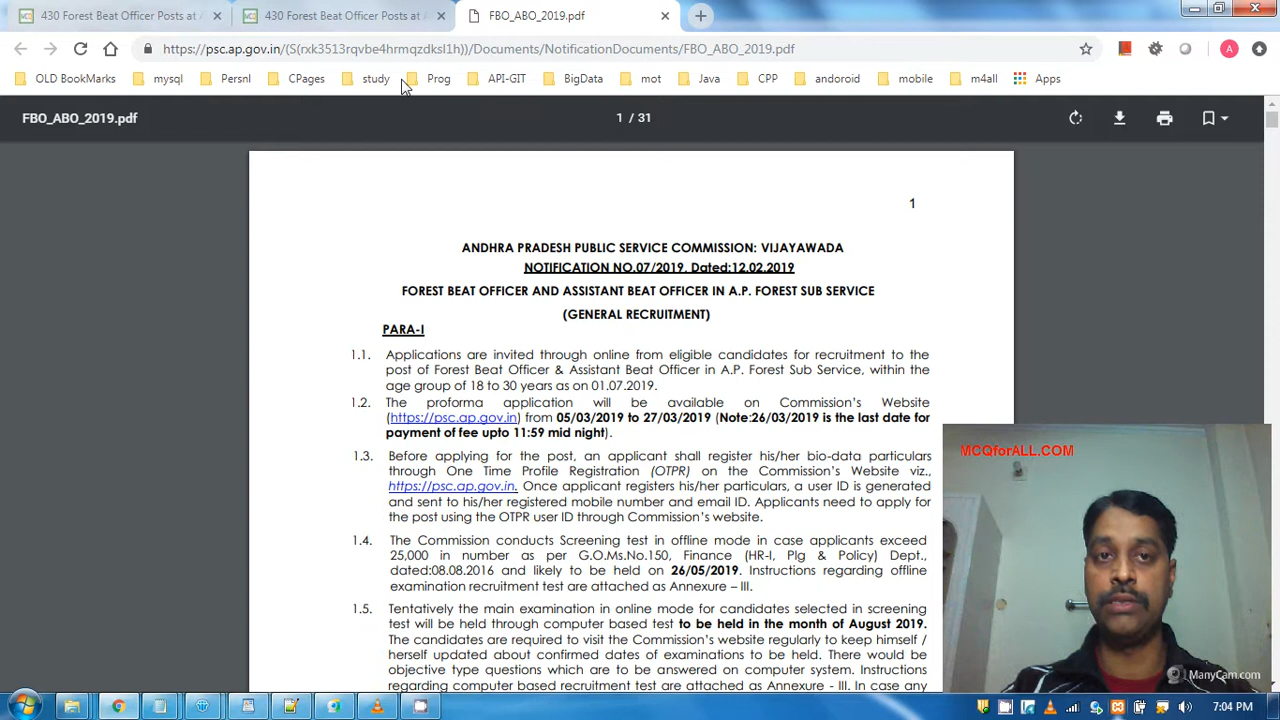 430 Forest Beat Officer Posts at A
430 Forest Beat Officer Posts at A
FBO_ABO_2019.pdf
https://psc.ap.gov.in/(S(rxk3513rqvbe4hrmqzaksl1h))/Documents/NotificationDocuments/FBO_ABO_2019.pdf
A
OLD BookMarks mysql Persnl CPages study Prog API-GIT BigData mot Java CPP andoroid mobile m4all Apps
FBO_ABO_2019.pdf 1 / 31
1
ANDHRA PRADESH PUBLIC SERVICE COMMISSION: VIJAYAWADA
NOTIFICATION NO.07/2019, Dated:12.02.2019
FOREST BEAT OFFICER AND ASSISTANT BEAT OFFICER IN A.P. FOREST SUB SERVICE
(GENERAL RECRUITMENT)
PARA-I
1.1. Applications are invited through online from eligible candidates for recruitment to the
post of Forest Beat Officer & Assistant Beat Officer in A.P. Forest Sub Service, within the
age group of 18 to 30 years as on 01.07.2019.
1.2. The proforma application will be available on Commission's Website
(https://psc.ap.gov.in) from 05/03/2019 to 27/03/2019 (Note:26/03/2019 is the last date for
payment of fee upto 11:59 mid night).
1.3. Before applying for the post, an applicant shall register his/her bio-data particulars
through One Time Profile Registration (OTPR) on the Commission's Website viz.,
https://psc.ap.gov.in. Once applicant registers his/her particulars, a user ID is generated
and sent to his/her registered mobile number and email ID. Applicants need to apply for
the post using the OTPR user ID through Commission's website.
1.4. The Commission conducts Screening test in offline mode in case applicants exceed
25,000 in number as per G.O.Ms.No.150, Finance (HR-I, Plg & Policy) Dept.,
dated:08.08.2016 and likely to be held on 26/05/2019. Instructions regarding offline
examination recruitment test are attached as Annexure – III.
1.5. Tentatively the main examination in online mode for candidates selected in screening
test will be held through computer based test to be held in the month of August 2019.
The candidates are required to visit the Commission's website regularly to keep himself /
herself updated about confirmed dates of examinations to be held. There would be
objective type questions which are to be answered on computer system. Instructions
regarding computer based recruitment test are attached as Annexure - III. In case any
MCQforALL.COM
ManyCam.com
7:04 PM